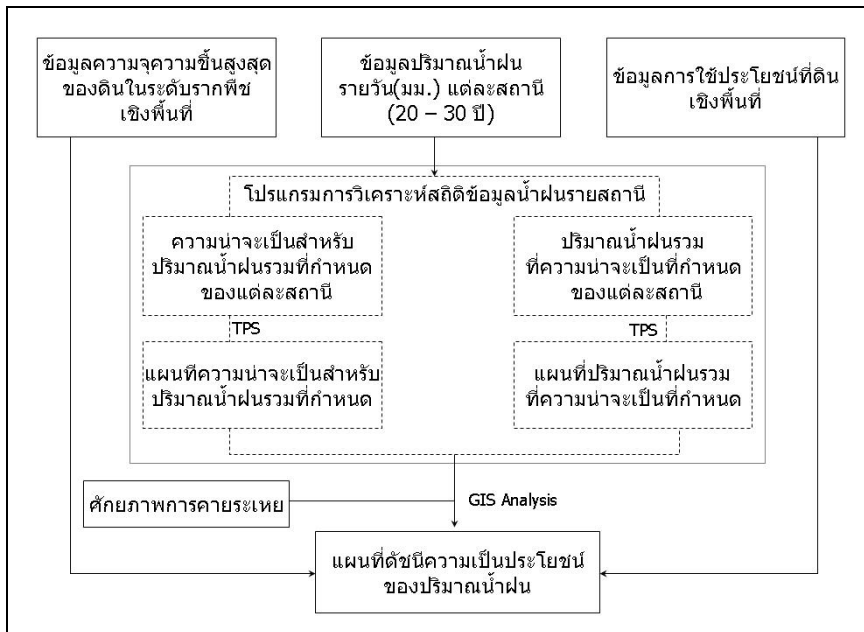 ข้อมูลความจุความชื้นสูงสุด
ของดินในระดับรากพืช
เชิงพื้นที่
ข้อมูลปริมาณน้ำฝน
รายวัน(มม.) แต่ละสถานี
(20 – 30 ปี)
ข้อมูลการใช้ประโยชน์ที่ดิน
เชิงพื้นที่
โปรแกรมการวิเคราะห์สถิติข้อมูลน้ำฝนรายสถานี
ความน่าจะเป็นสำหรับ
ปริมาณน้ำฝนรวมที่กำหนด
ของแต่ละสถานี
ปริมาณน้ำฝนรวม
ที่ความน่าจะเป็นที่กำหนด
ของแต่ละสถานี
TPS
TPS
แผนทีความน่าจะเป็นสำหรับ
ปริมาณน้ำฝนรวมที่กำหนด
แผนที่ปริมาณน้ำฝนรวม
ที่ความน่าจะเป็นที่กำหนด
ศักยภาพการคายระเหย
GIS Analysis
แผนที่ดัชนีความเป็นประโยชน์
ของปริมาณน้ำฝน